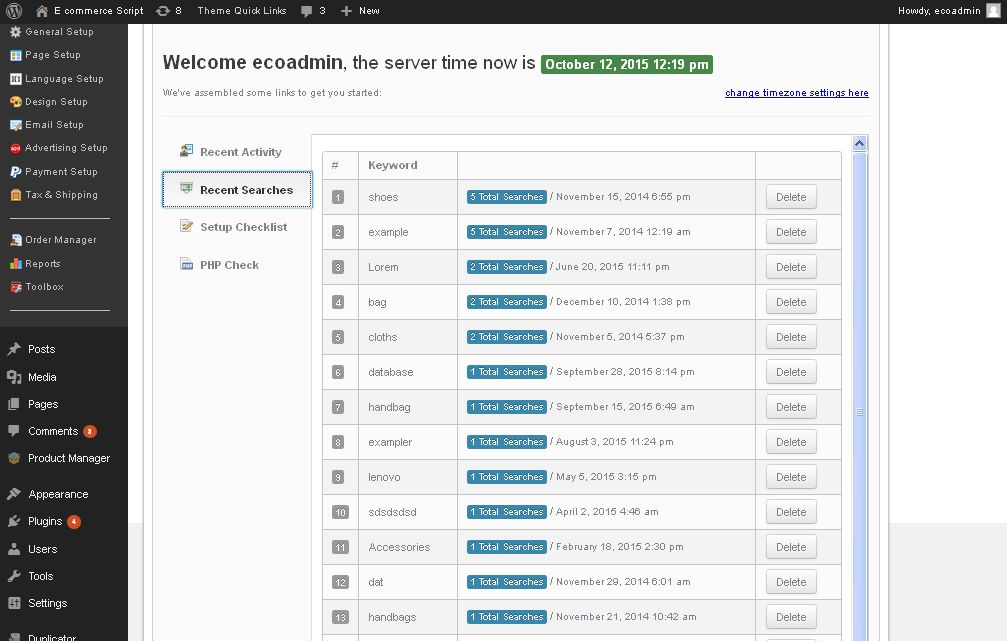 E commerce Script 8 Theme Quick Links 3 New Howdy, ecoadmin
General Setup
Page Setup
Language Setup
Design Setup
Email Setup
Advertising Setup
Payment Setup
Tax & Shipping
Order Manager
Reports
Toolbox
Posts
Media
Pages
Comments 3
Product Manager
Appearance
Plugins 4
Users
Tools
Settings
Duplicator
Welcome ecoadmin, the server time now is October 12, 2015 12:19 pm
We've assembled some links to get you started: change timezone settings here
Recent Activity
Recent Searches
Setup Checklist
PHP Check
# Keyword
1 shoes 5 Total Searches / November 15, 2014 6:55 pm Delete
2 example 5 Total Searches / November 7, 2014 12:19 am Delete
3 Lorem 2 Total Searches / June 20, 2015 11:11 pm Delete
4 bag 2 Total Searches / December 10, 2014 1:38 pm Delete
5 cloths 2 Total Searches / November 5, 2014 5:37 pm Delete
6 database 1 Total Searches / September 28, 2015 8:14 pm Delete
7 handbag 1 Total Searches / September 15, 2015 6:49 am Delete
8 exampler 1 Total Searches / August 3, 2015 11:24 pm Delete
9 lenovo 1 Total Searches / May 5, 2015 3:15 pm Delete
10 sdsdsdsd 1 Total Searches / April 2, 2015 4:46 am Delete
11 Accessories 1 Total Searches / February 18, 2015 2:30 pm Delete
12 dat 1 Total Searches / November 29, 2014 6:01 am Delete
13 handbags 1 Total Searches / November 21, 2014 10:42 am Delete